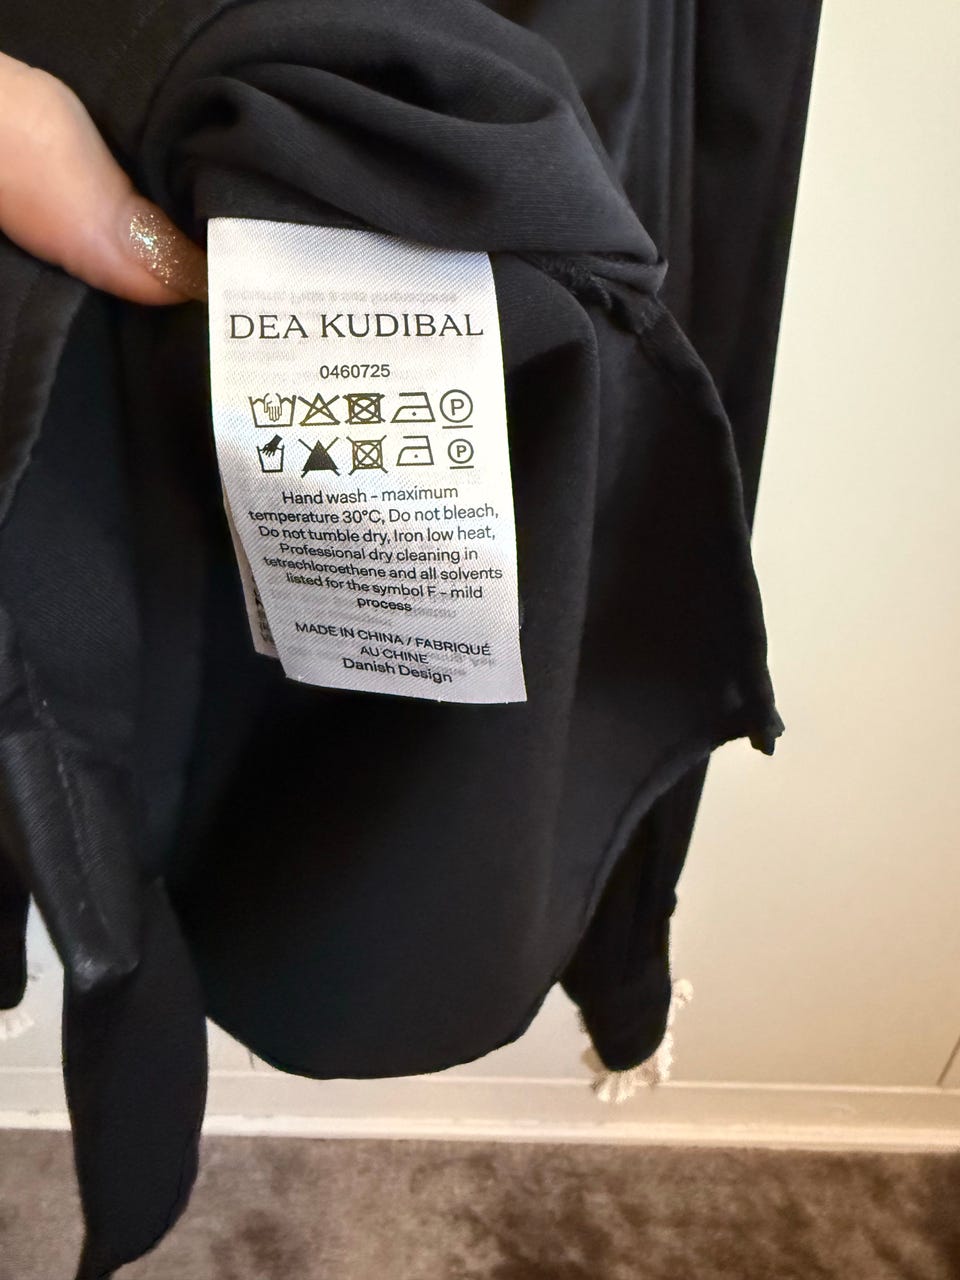 DEA KUDIBAL
0460725
P
P
Hand wash - maximum
temperature 30°C, Do not bleach,
Do not tumble dry, Iron low heat,
Professional dry cleaning in
tetrachloroethene and all solvents
listed for the symbol F - mild
process
MADE IN CHINA / FABRIQUÉ
AU CHINE
Danish Design